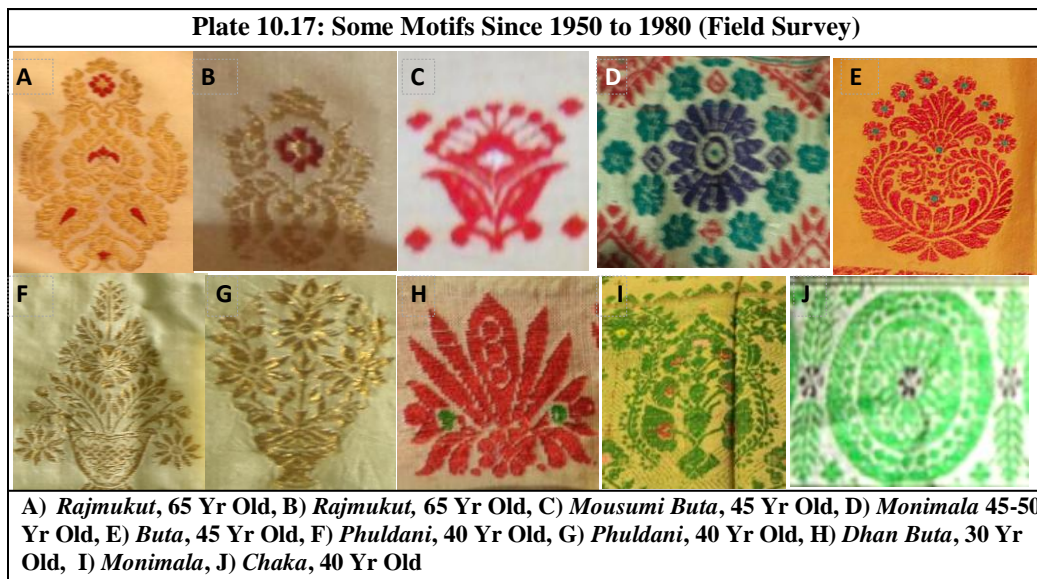 Plate 10.17: Some Motifs Since 1950 to 1980 (Field Survey)
A
B
C
D
E
F
G
H
I
J
A) Rajmukut, 65 Yr Old, B) Rajmukut, 65 Yr Old, C) Mousumi Buta, 45 Yr Old, D) Monimala 45-50
Yr Old, E) Buta, 45 Yr Old, F) Phuldani, 40 Yr Old, G) Phuldani, 40 Yr Old, H) Dhan Buta, 30 Yr
Old, I) Monimala, J) Chaka, 40 Yr Old